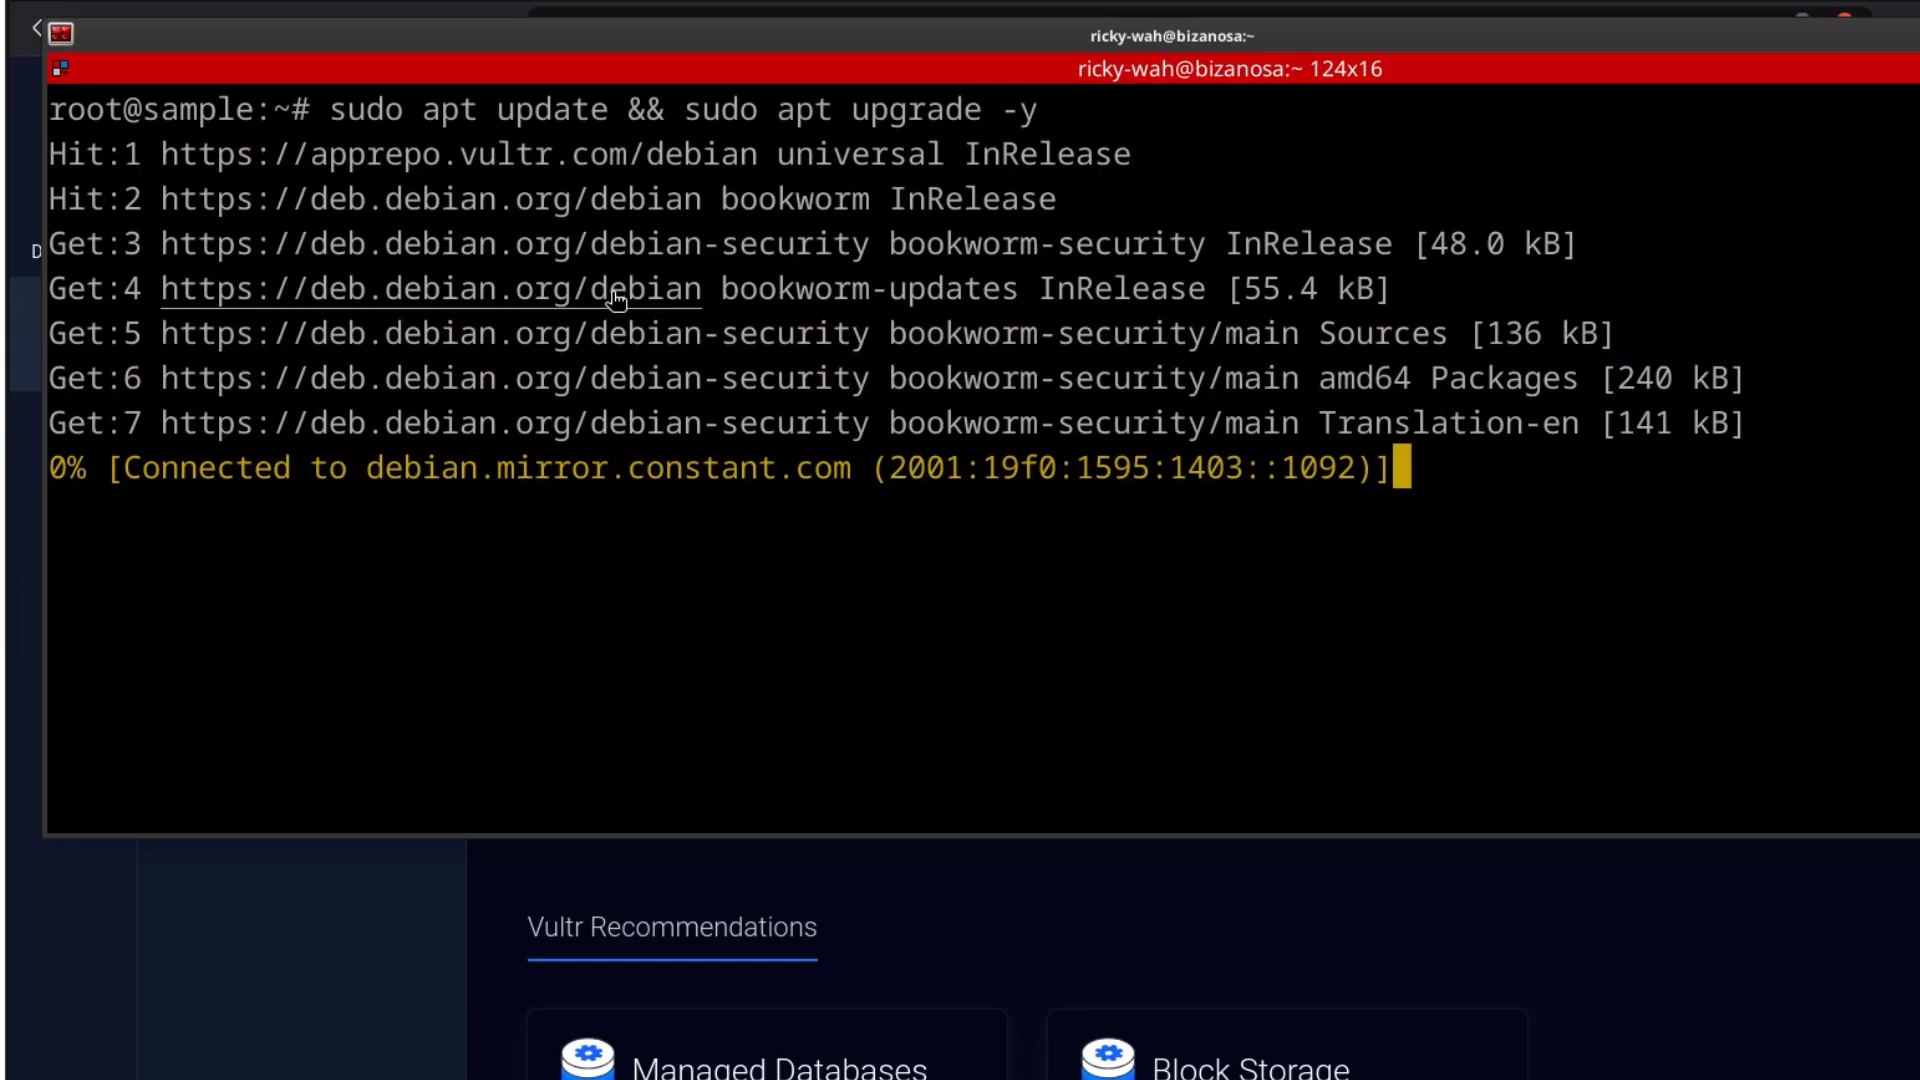 ricky-wah@bizanosa:~
ricky-wah@bizanosa:~ 124x16
root@sample:~# sudo apt update && sudo apt upgrade -y
Hit:1 https://apprepo.vultr.com/debian universal InRelease
Hit:2 https://deb.debian.org/debian bookworm InRelease
Get:3 https://deb.debian.org/debian-security bookworm-security InRelease [48.0 kB]
Get:4 https://deb.debian.org/debian bookworm-updates InRelease [55.4 kB]
Get:5 https://deb.debian.org/debian-security bookworm-security/main Sources [136 kB]
Get:6 https://deb.debian.org/debian-security bookworm-security/main amd64 Packages [240 kB]
Get:7 https://deb.debian.org/debian-security bookworm-security/main Translation-en [141 kB]
0% [Connected to debian.mirror.constant.com (2001:19f0:1595:1403::1092)]
Vultr Recommendations
Managed Databases
Block Storage